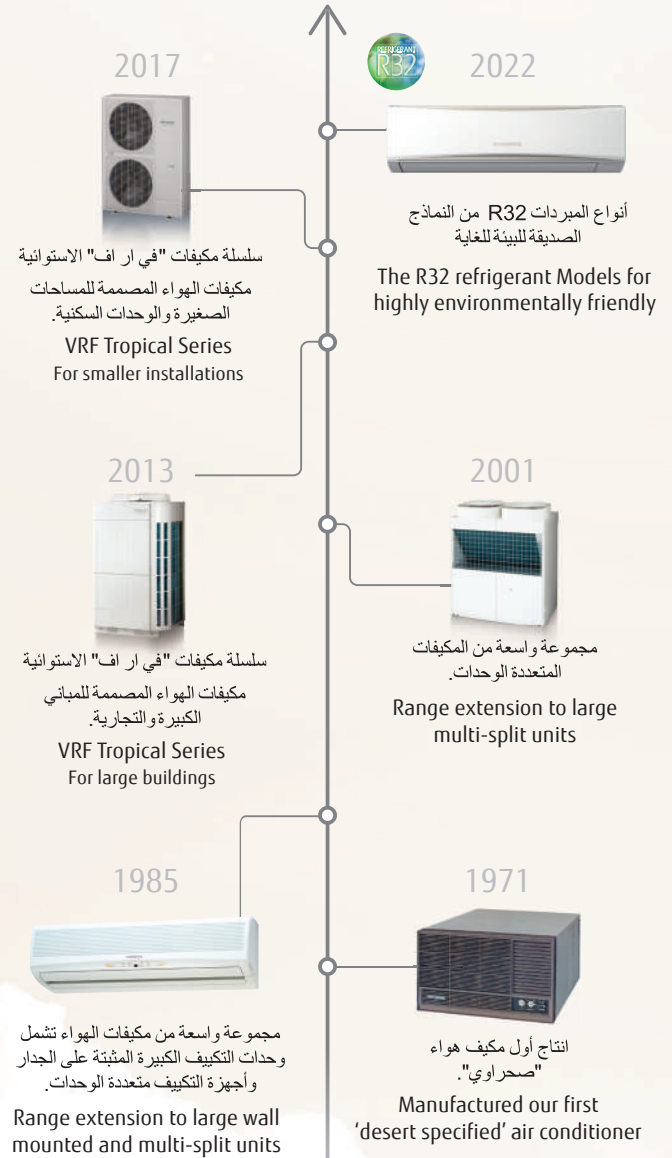 2017
سلسلة مكيفات "في ار اف" الاستوائية
مكيفات الهواء المصممة للمساحات
الصغيرة والوحدات السكنية.
VRF Tropical Series
For smaller installations
REFRIGERANT
R32
2022
أنواع المبردات R32 من النماذج
الصديقة للبيئة للغاية
The R32 refrigerant Models for
highly environmentally friendly
2013
سلسلة مكيفات "في ار اف" الاستوائية
مكيفات الهواء المصممة للمباني
الكبيرة والتجارية.
VRF Tropical Series
For large buildings
2001
مجموعة واسعة من المكيفات
المتعددة الوحدات.
Range extension to large
multi-split units
1985
مجموعة واسعة من مكيفات الهواء تشمل
وحدات التكييف الكبيرة المثبتة على الجدار
وأجهزة التكييف متعددة الوحدات.
Range extension to large wall
mounted and multi-split units
1971
انتاج أول مكيف هواء
"صحراوي".
Manufactured our first
‘desert specified’ air conditioner